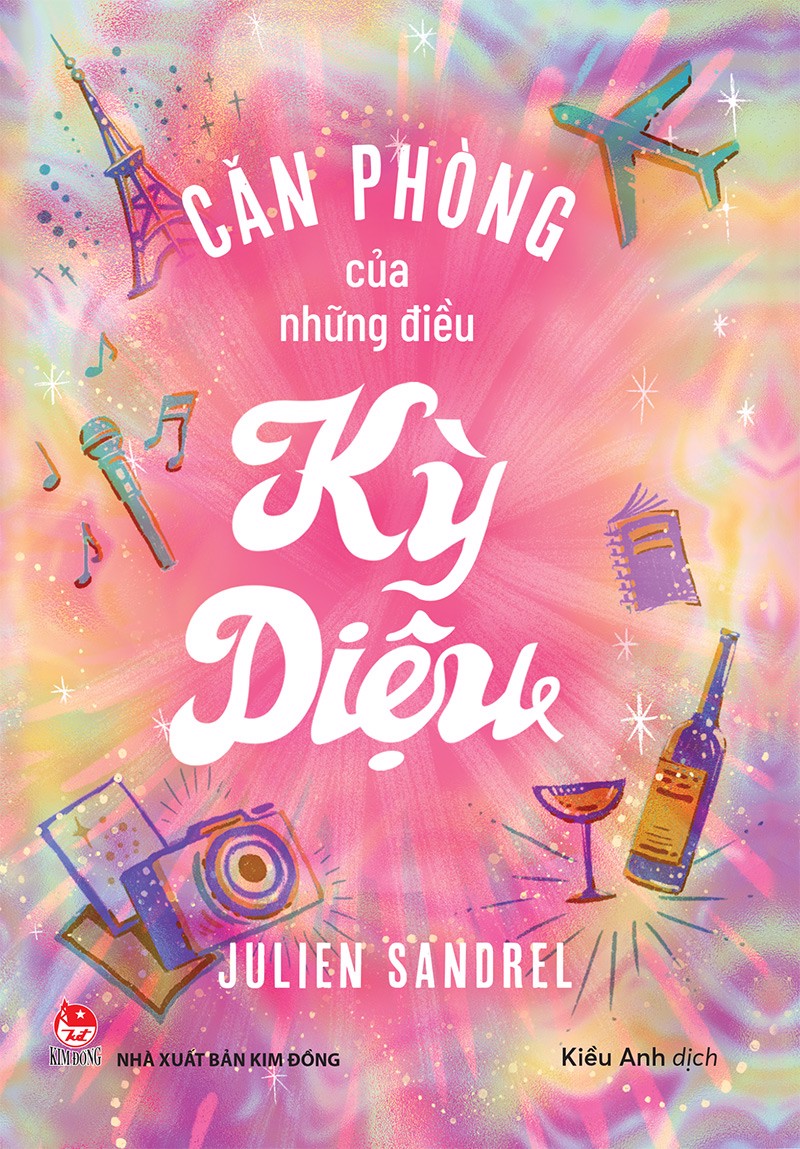 CĂN PHÒNG
của
những điều
Kỳ
Diệu
JULIEN SANDREL
KIM ĐỒNG
NHÀ XUẤT BẢN KIM ĐỒNG
Kiều Anh dịch